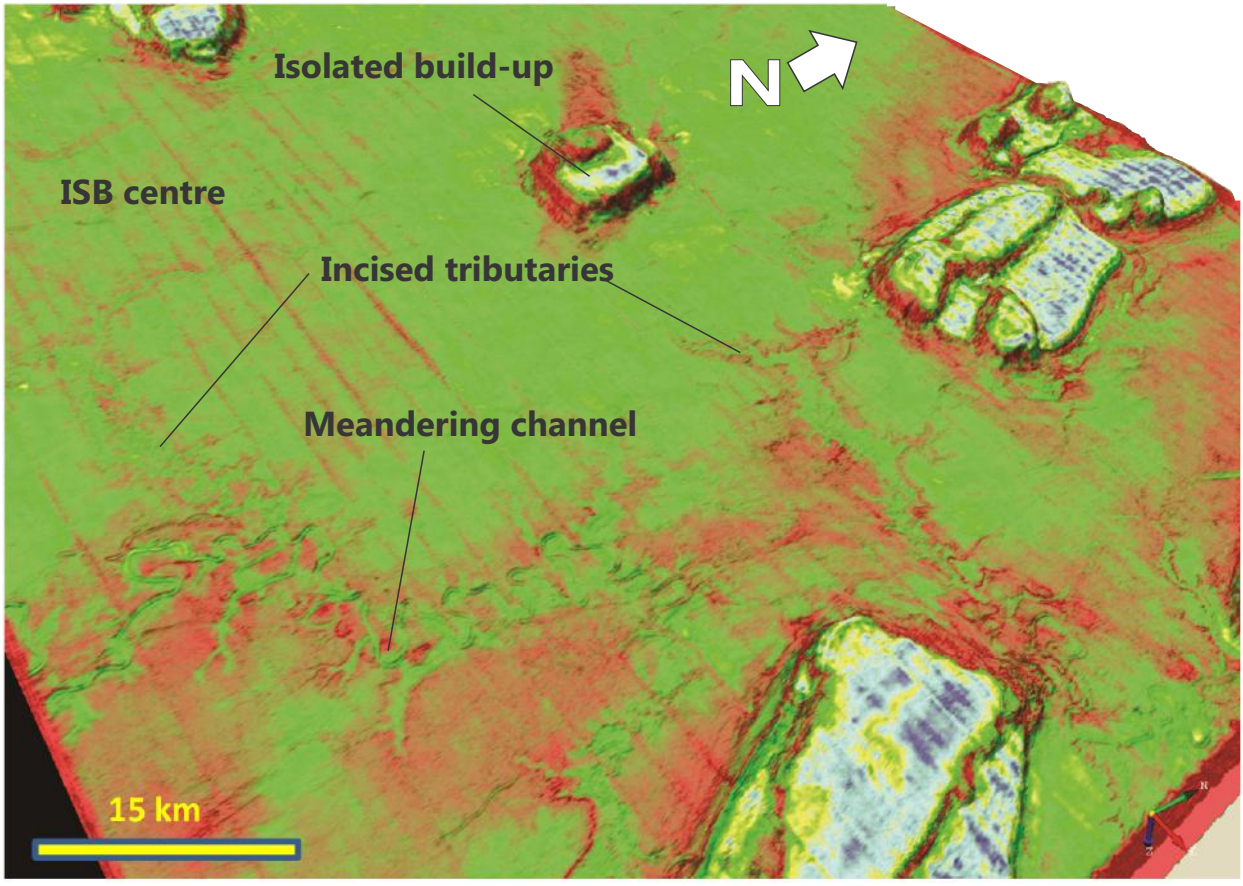 Isolated build-up
N
ISB centre
Incised tributaries
Meandering channel
15 km
N
Z